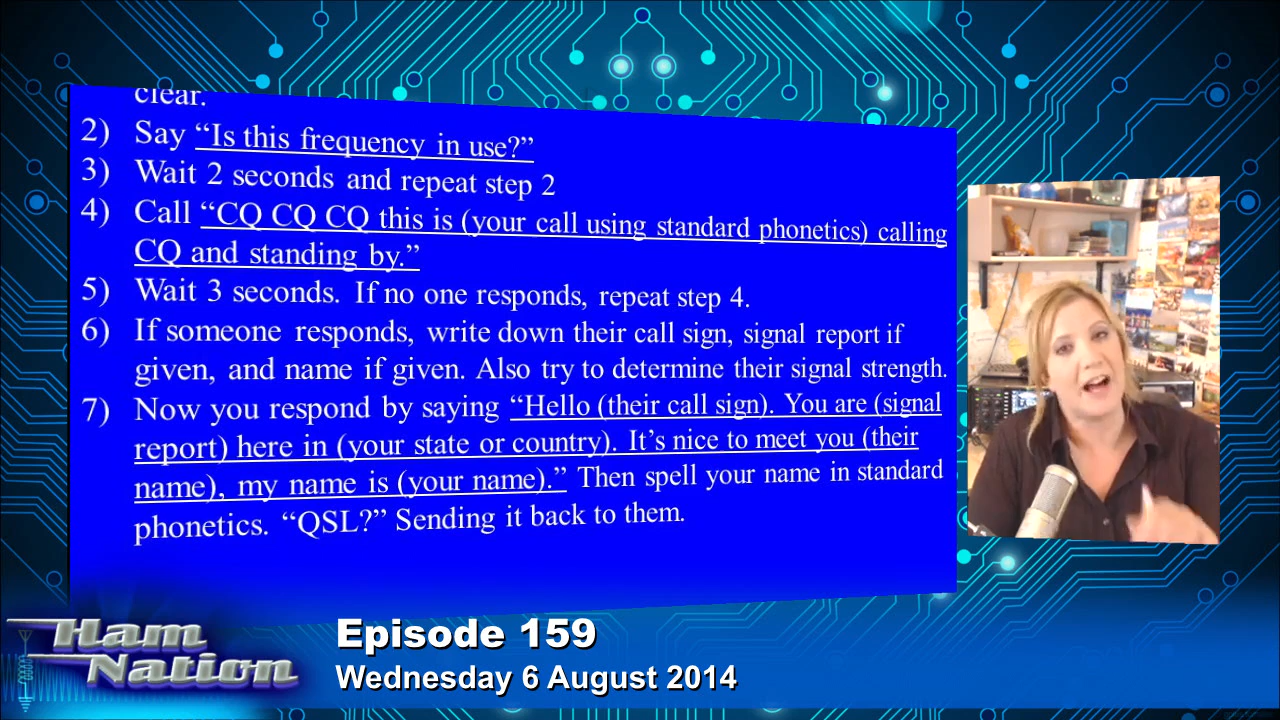 clear.
2) Say “Is this frequency in use?”
3) Wait 2 seconds and repeat step 2
4) Call “CQ CQ CQ this is (your call using standard phonetics) calling
CQ and standing by.”
5) Wait 3 seconds. If no one responds, repeat step 4.
6) If someone responds, write down their call sign, signal report if
given, and name if given. Also try to determine their signal strength.
7) Now you respond by saying “Hello (their call sign). You are (signal
report) here in (your state or country). It’s nice to meet you (their
name), my name is (your name).” Then spell your name in standard
phonetics. “QSL?” Sending it back to them.
Ham
Nation
Episode 159
Wednesday 6 August 2014